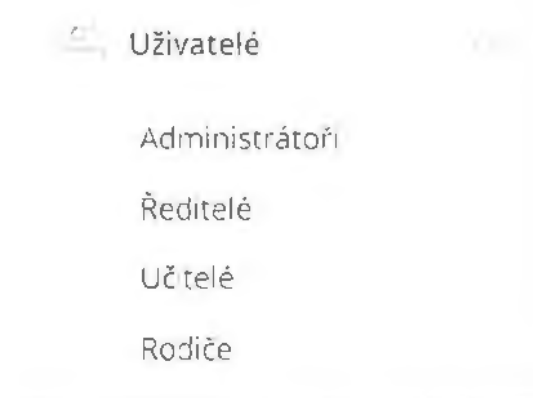 Uživatelé
Administrátoři
Ředitelé
Učitelé
Rodiče